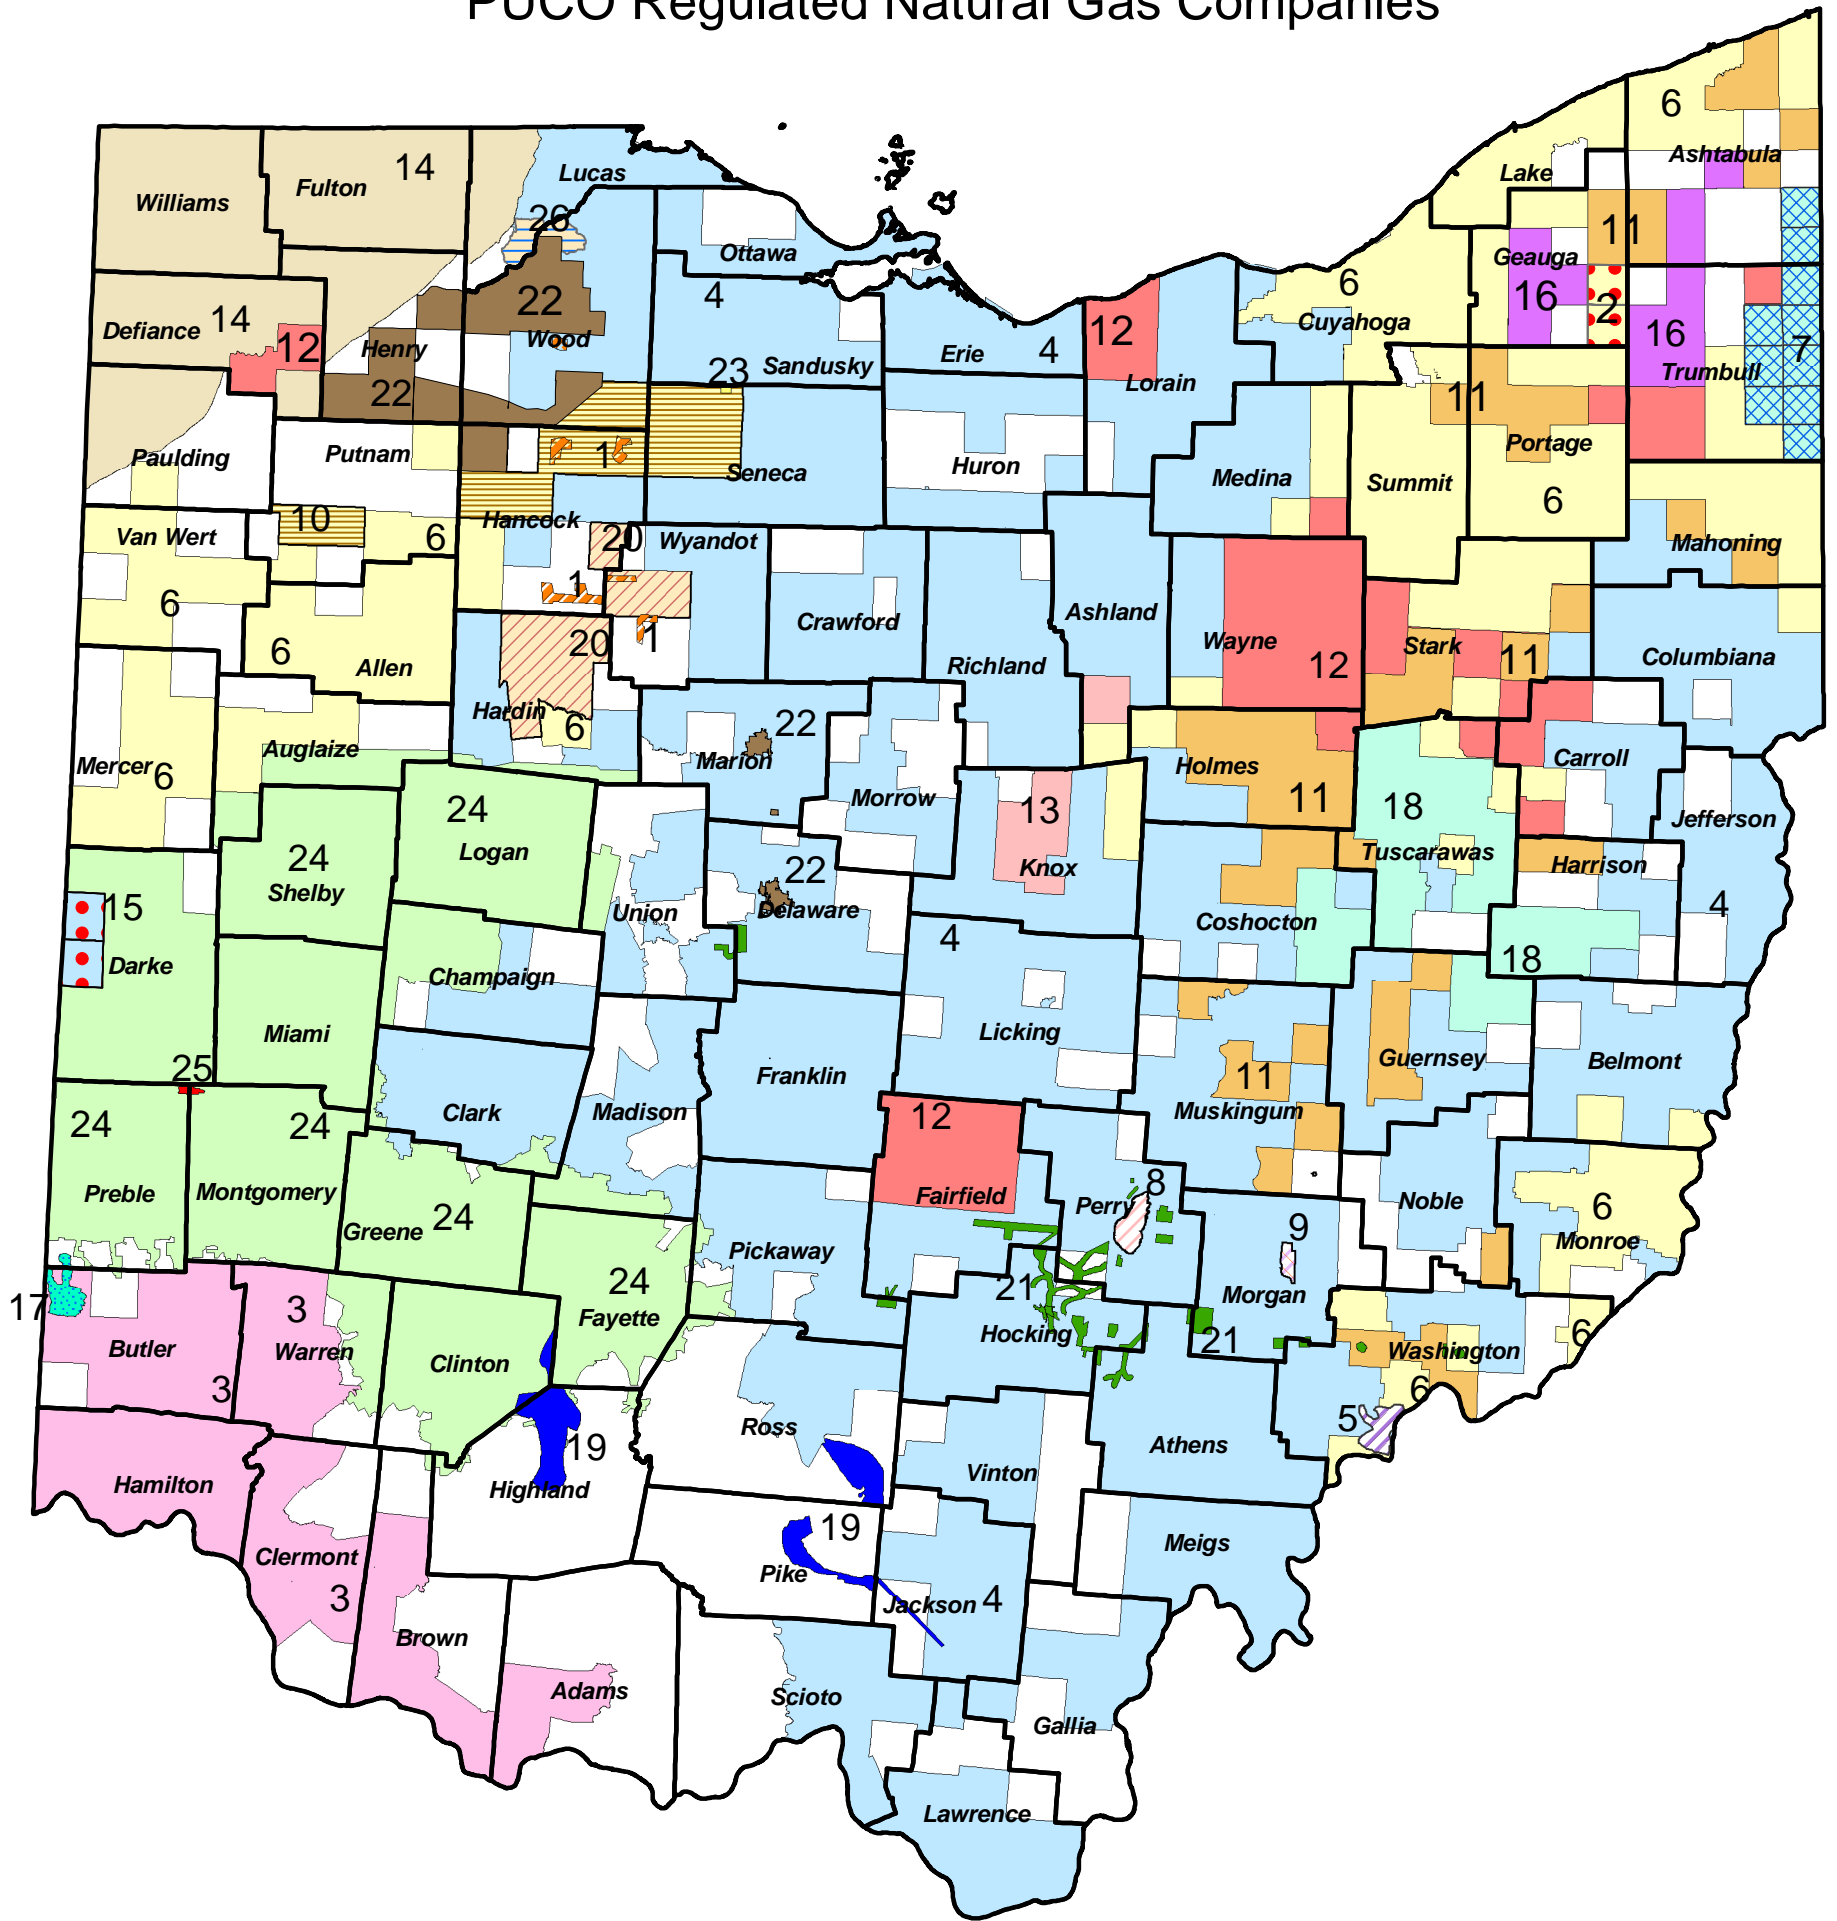 PUCO Regulated Natural Gas Companies
6
Ashtabula
Lake
14
Fulton
Williams
Lucas
26
Ottawa
11
Geauga
16
2
6
Cuyahoga
16
7
Trumbull
22
Wood
4
23
Sandusky
Erie
4
12
Lorain
Defiance
14
12
Henry
22
11
Portage
6
Paulding
Putnam
1
Seneca
Huron
Medina
Summit
Mahoning
Van Wert
10
6
Hancock
20
Wyandot
1
6
Crawford
Ashland
Wayne
12
Stark
11
Columbiana
6
Allen
20
1
Richland
Hardin
6
22
Marion
Mercer
6
Auglaize
Morrow
Holmes
11
Carroll
Jefferson
24
Logan
13
Knox
18
Tuscarawas
Harrison
24
Shelby
22
Delaware
15
Darke
Union
Coshocton
4
4
18
Champaign
Miami
Licking
25
Franklin
Guernsey
Belmont
24
24
Clark
Madison
12
Fairfield
11
Muskingum
Preble
Montgomery
Greene
24
8
Perry
Noble
6
Monroe
9
Morgan
Pickaway
24
Fayette
21
Hocking
21
17
Butler
3
3
Warren
Clinton
Washington
6
6
5
Ross
19
Highland
Vinton
Athens
Hamilton
19
Pike
Meigs
Clermont
3
Jackson
4
Brown
Adams
Scioto
Gallia
Lawrence